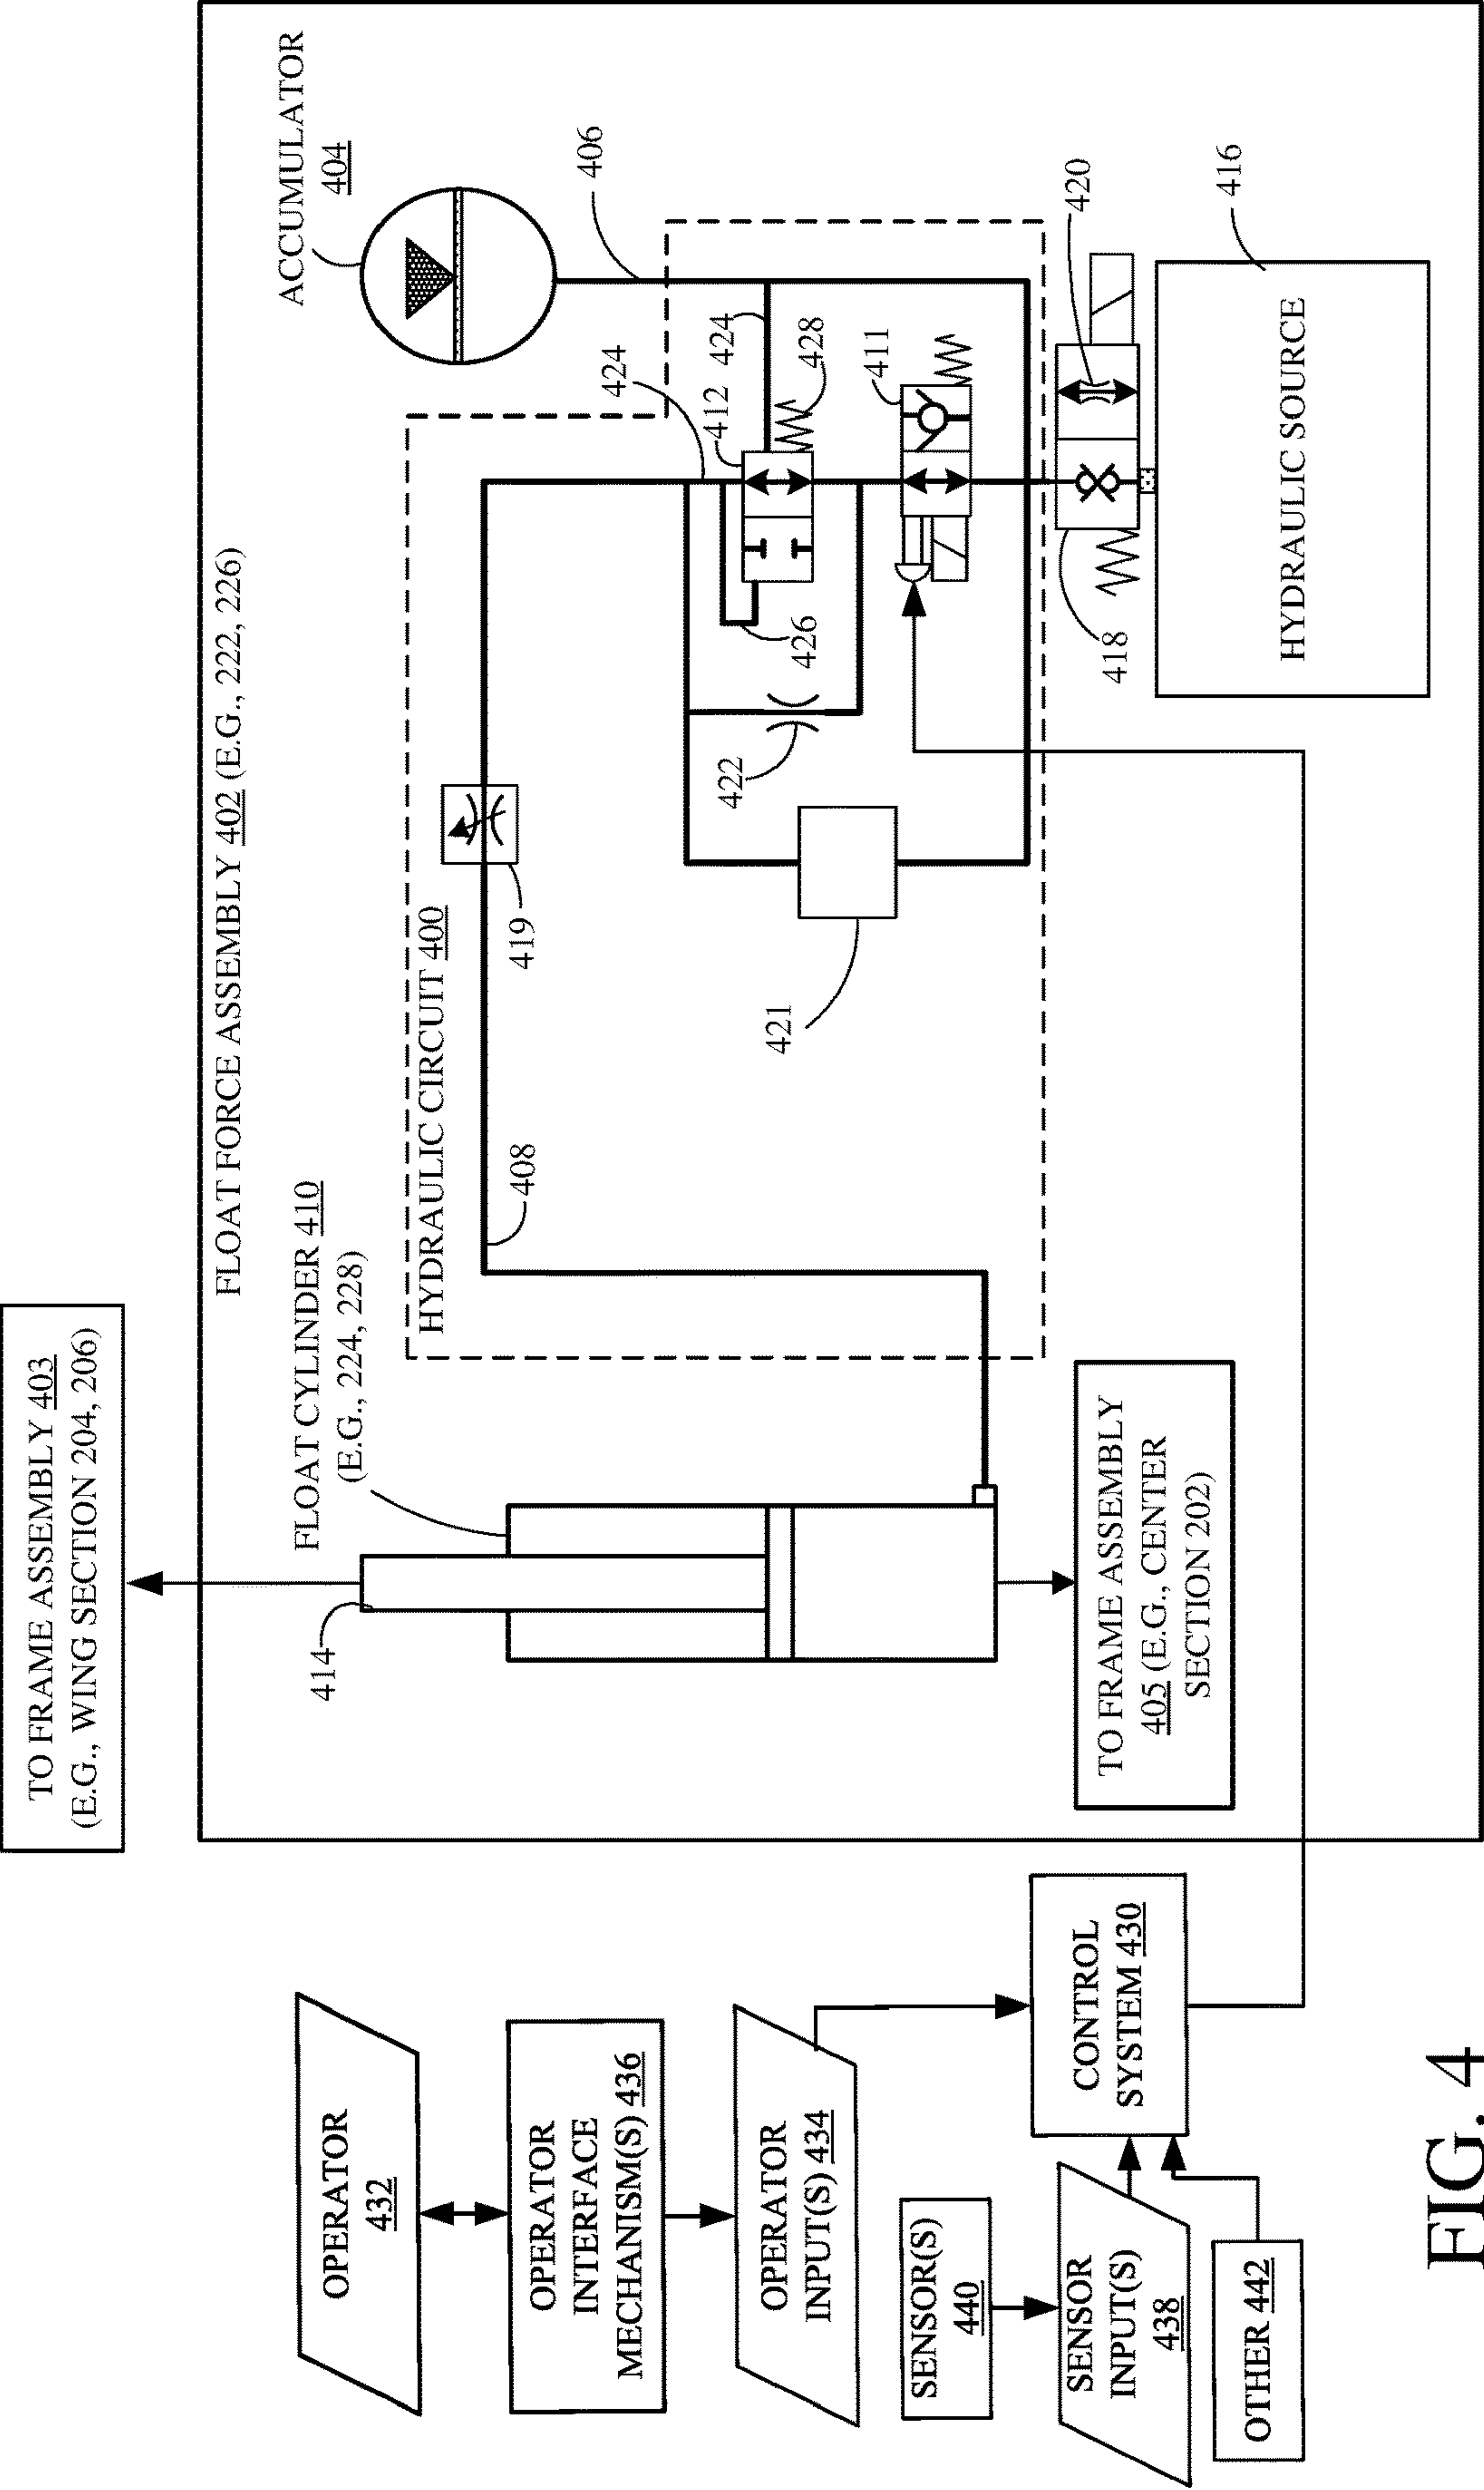 TO FRAME ASSEMBLY 403
(E.G., WING SECTION 204, 206)
FLOAT FORCE ASSEMBLY 402 (E.G., 222, 226)
ACCUMULATOR
404
406
FLOAT CYLINDER 410
(E.G., 224, 228)
414
HYDRAULIC CIRCUIT 400
408
419
424
424
412
428
426
422
411
421
420
418
416
HYDRAULIC SOURCE
TO FRAME ASSEMBLY
405 (E.G., CENTER
SECTION 202)
OPERATOR
432
OPERATOR
INTERFACE
MECHANISM(S) 436
OPERATOR
INPUT(S) 434
SENSOR(S)
440
SENSOR
INPUT(S)
438
OTHER 442
CONTROL
SYSTEM 430
FIG. 4